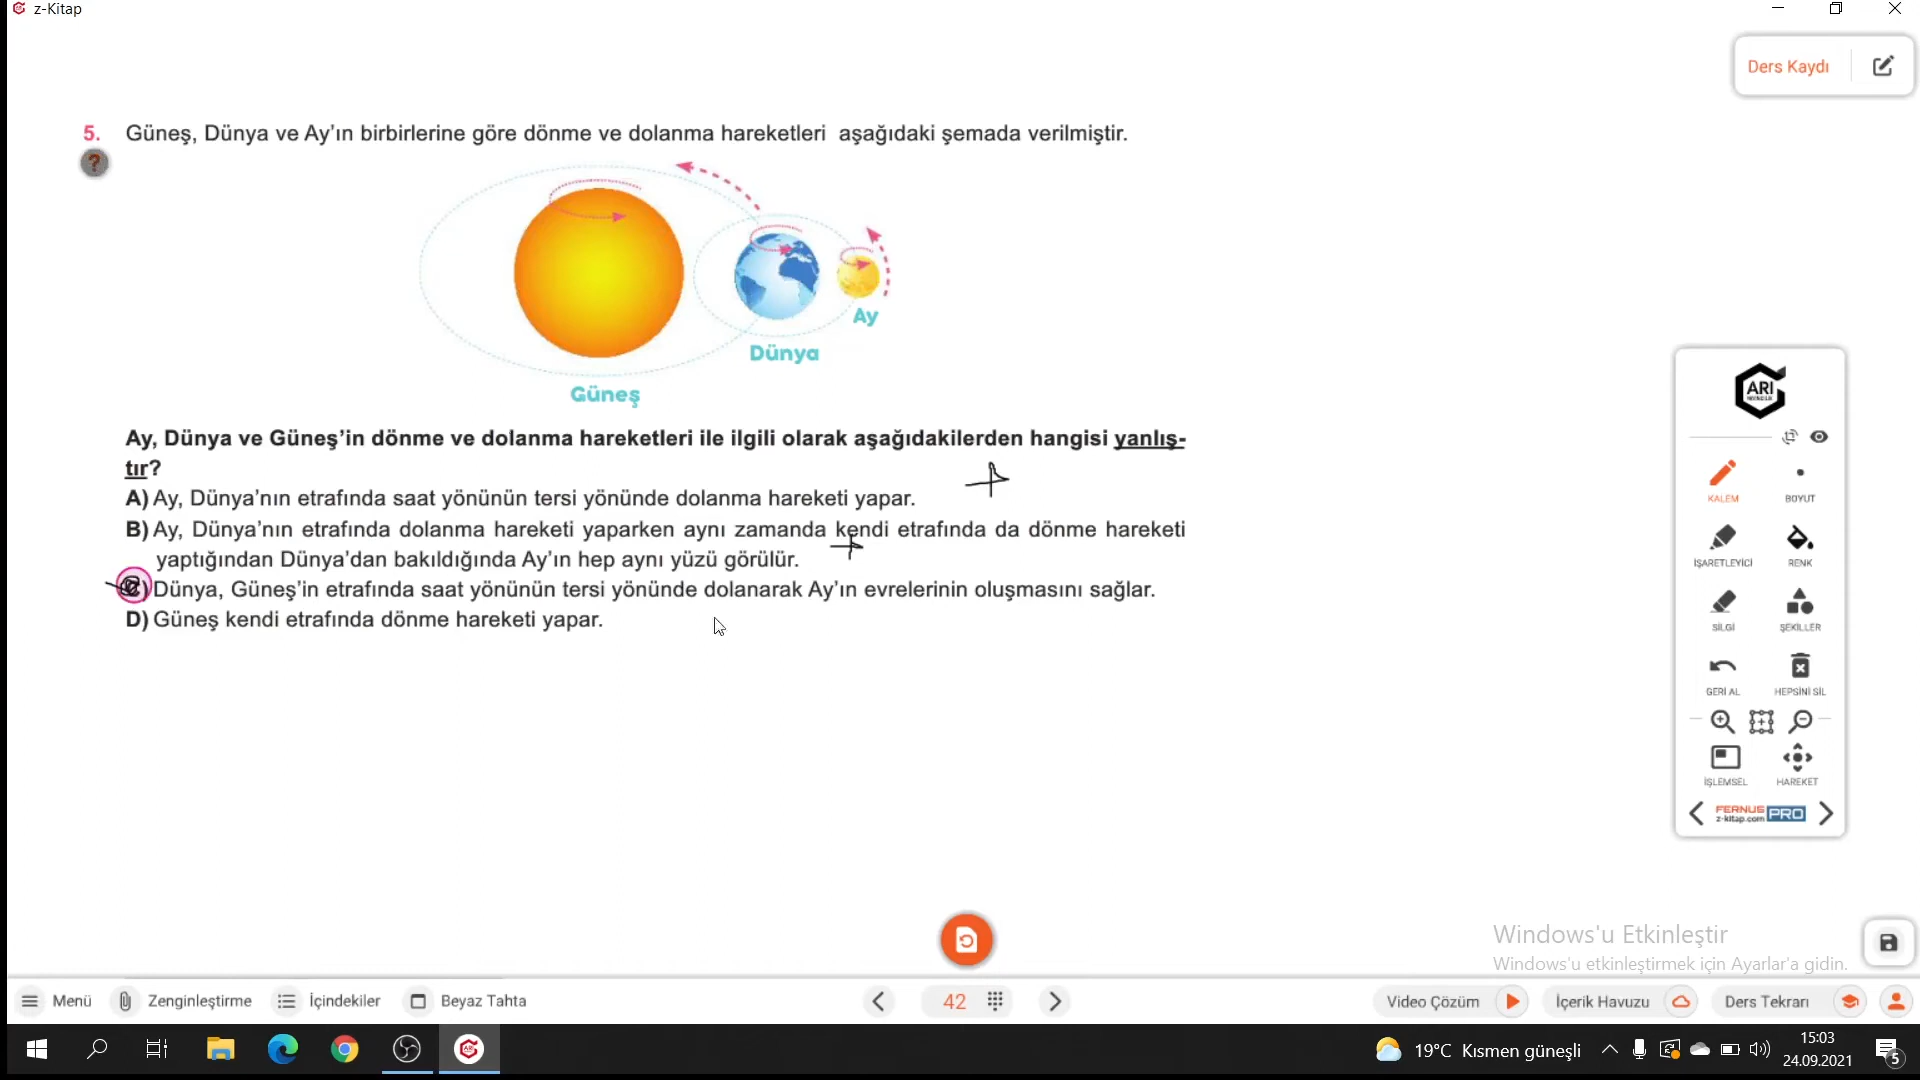 z-Kitap
Ders Kaydı
5. Güneş, Dünya ve Ay'ın birbirlerine göre dönme ve dolanma hareketleri aşağıdaki şemada verilmiştir.
?
Ay
Dünya
Güneş
Ay, Dünya ve Güneş'in dönme ve dolanma hareketleri ile ilgili olarak aşağıdakilerden hangisi yanlış-
tır?
A) Ay, Dünya'nın etrafında saat yönünün tersi yönünde dolanma hareketi yapar.
B) Ay, Dünya'nın etrafında dolanma hareketi yaparken aynı zamanda kendi etrafında da dönme hareketi
yaptığından Dünya'dan bakıldığında Ay'ın hep aynı yüzü görülür.
C) Dünya, Güneş'in etrafında saat yönünün tersi yönünde dolanarak Ay'ın evrelerinin oluşmasını sağlar.
D) Güneş kendi etrafında dönme hareketi yapar.
ARI
KALEM BOYUT
İŞARETLEYİCİ RENK
SİLGİ ŞEKİLLER
GERİ AL HEPSİNİ SİL
İŞLEMSEL HAREKET
FERNUS PRO
z-kitap.com
Windows'u Etkinleştir
Windows'u etkinleştirmek için Ayarlar'a gidin.
Menü Zenginleştirme İçindekiler Beyaz Tahta 42 Video Çözüm İçerik Havuzu Ders Tekrarı
19°C Kısmen güneşli 15:03
24.09.2021
5